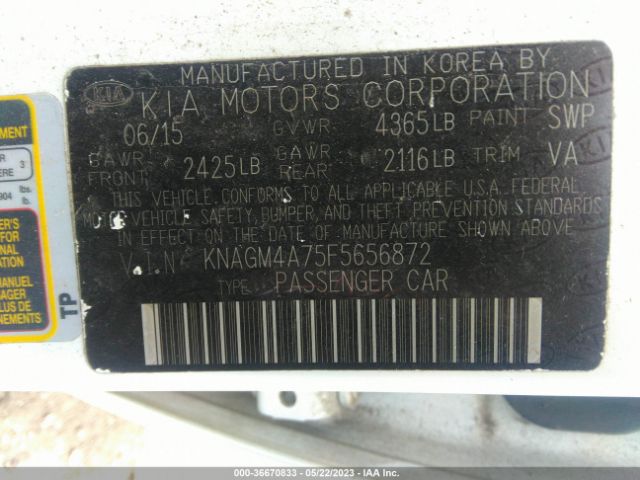 MANUFACTURED IN KOREA BY
KIA KIA MOTORS CORPORATION
06/15 GVWR 4365LB PAINT SWP
GAWR FRONT 2425LB GAWR REAR 2116LB TRIM VA
THIS VEHICLE CONFORMS TO ALL APPLICABLE U.S.A. FEDERAL
MOTOR VEHICLE SAFETY, BUMPER, AND THEFT PREVENTION STANDARDS
IN EFFECT ON THE DATE OF MANUFACTURE SHOWN ABOVE
V.I.N. KNAGM4A75F5656872
TYPE PASSENGER CAR
TP
000-36670833 - 05/22/2023 - IAA Inc.